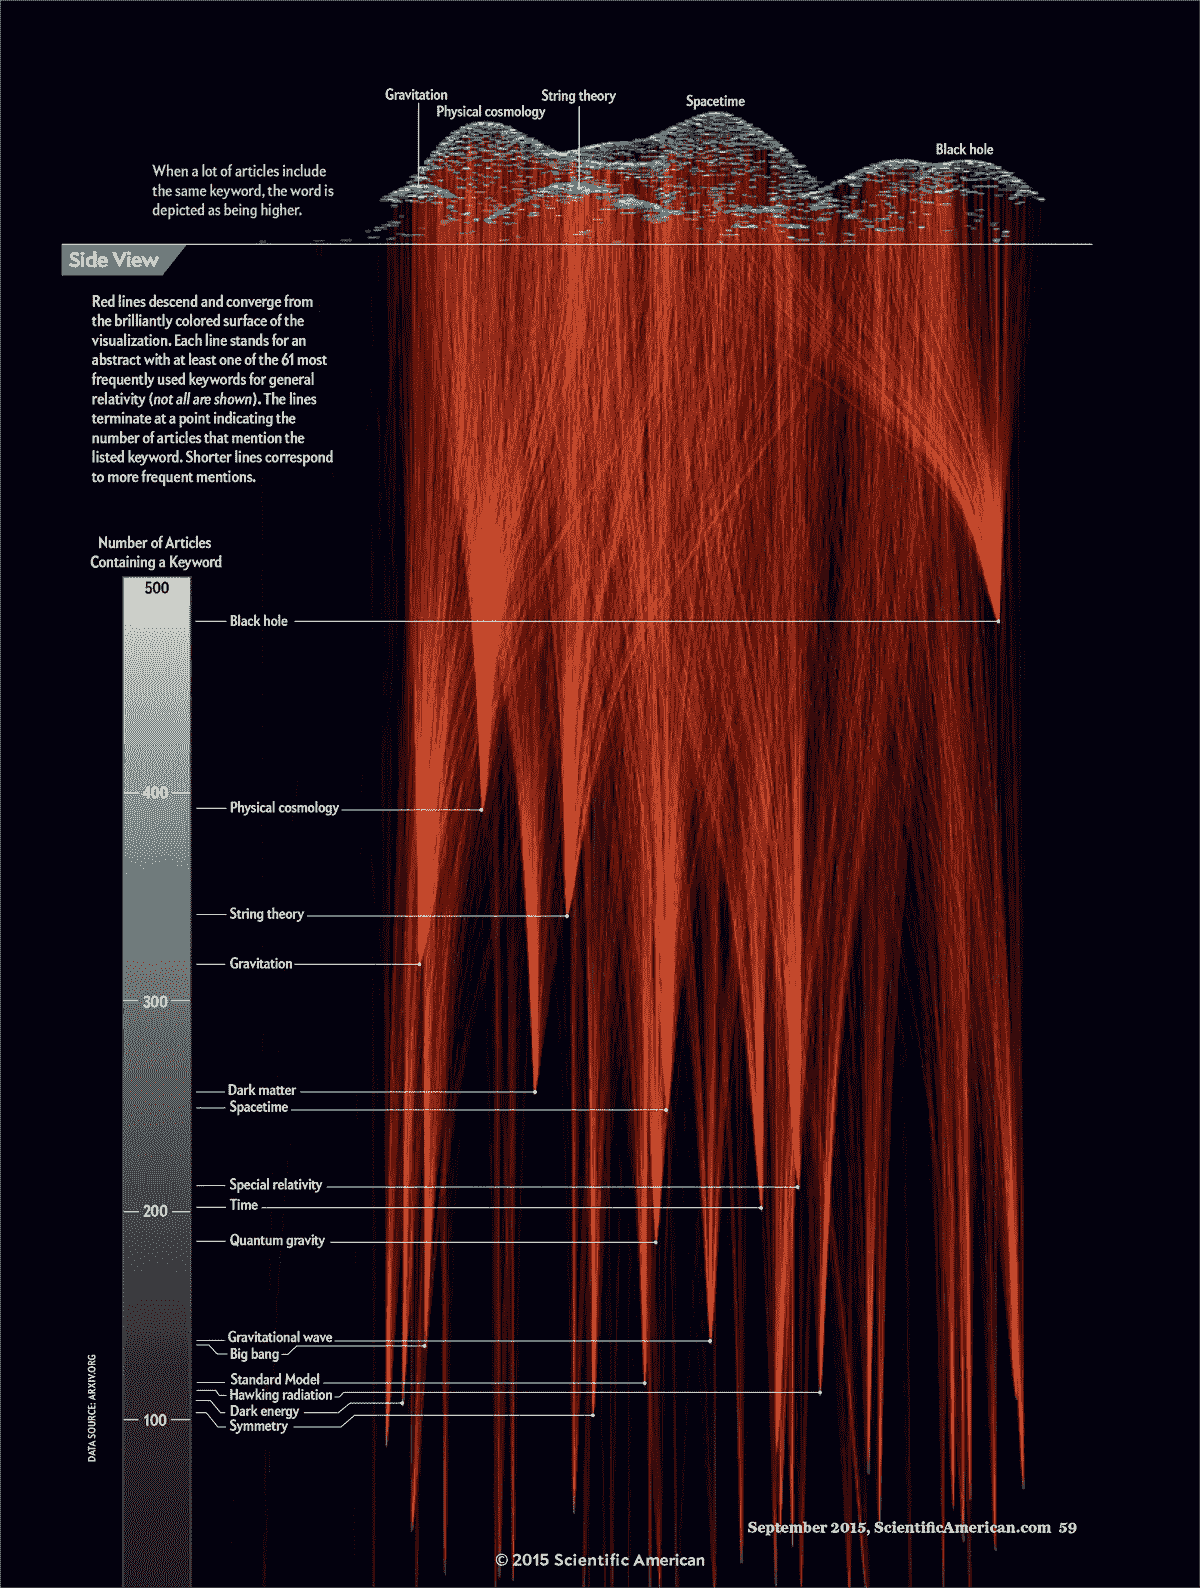 Gravitation
String theory
Physical cosmology
Spacetime
Black hole
When a lot of articles include
the same keyword, the word is
depicted as being higher.
Side View
Red lines descend and converge from
the brilliantly colored surface of the
visualization. Each line stands for an
abstract with at least one of the 61 most
frequently used keywords for general
relativity (not all are shown). The lines
terminate at a point indicating the
number of articles that mention the
listed keyword. Shorter lines correspond
to more frequent mentions.
Number of Articles
Containing a Keyword
500
Black hole
400
Physical cosmology
String theory
Gravitation
300
Dark matter
Spacetime
Special relativity
200
Time
Quantum gravity
Gravitational wave
Big bang
Standard Model
Hawking radiation
Dark energy
100
Symmetry
DATA SOURCE: ARXIV.ORG
September 2015, ScientificAmerican.com 59
© 2015 Scientific American